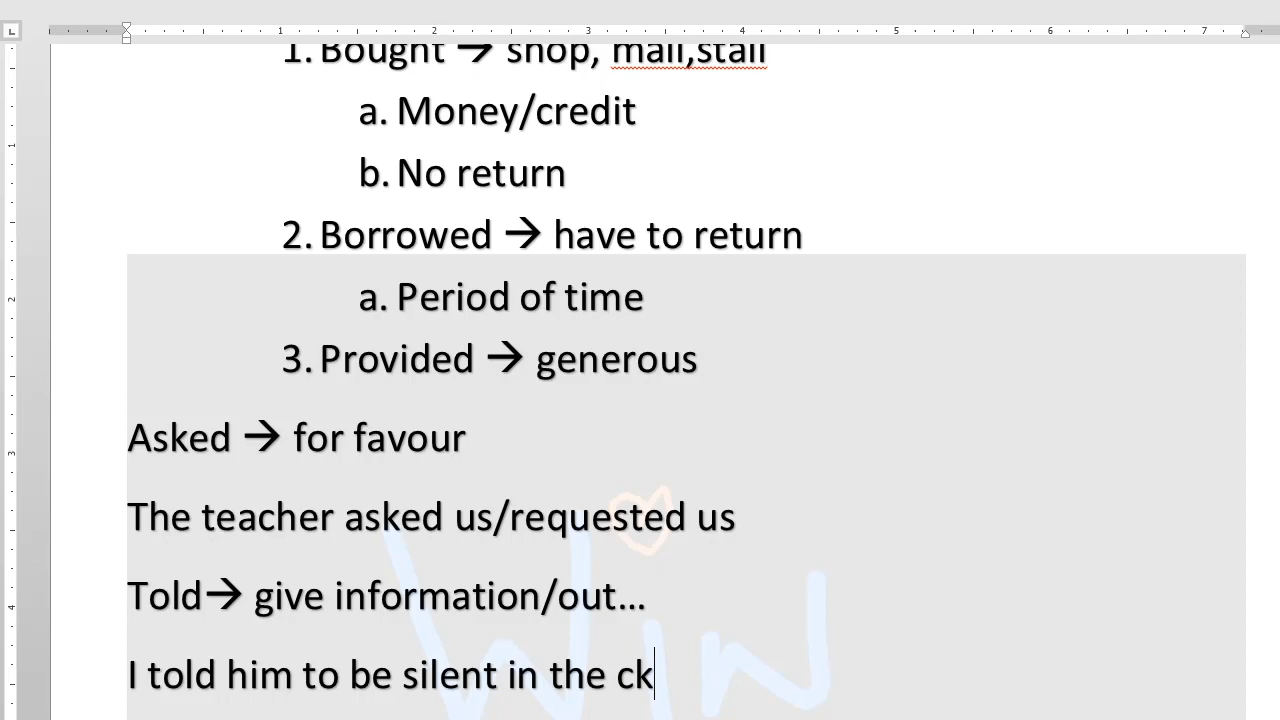 1. Bought → shop, mall,stall
a. Money/credit
b. No return
2. Borrowed → have to return
a. Period of time
3. Provided → generous
Asked → for favour
The teacher asked us/requested us
Told→ give information/out…
I told him to be silent in the ck
Win